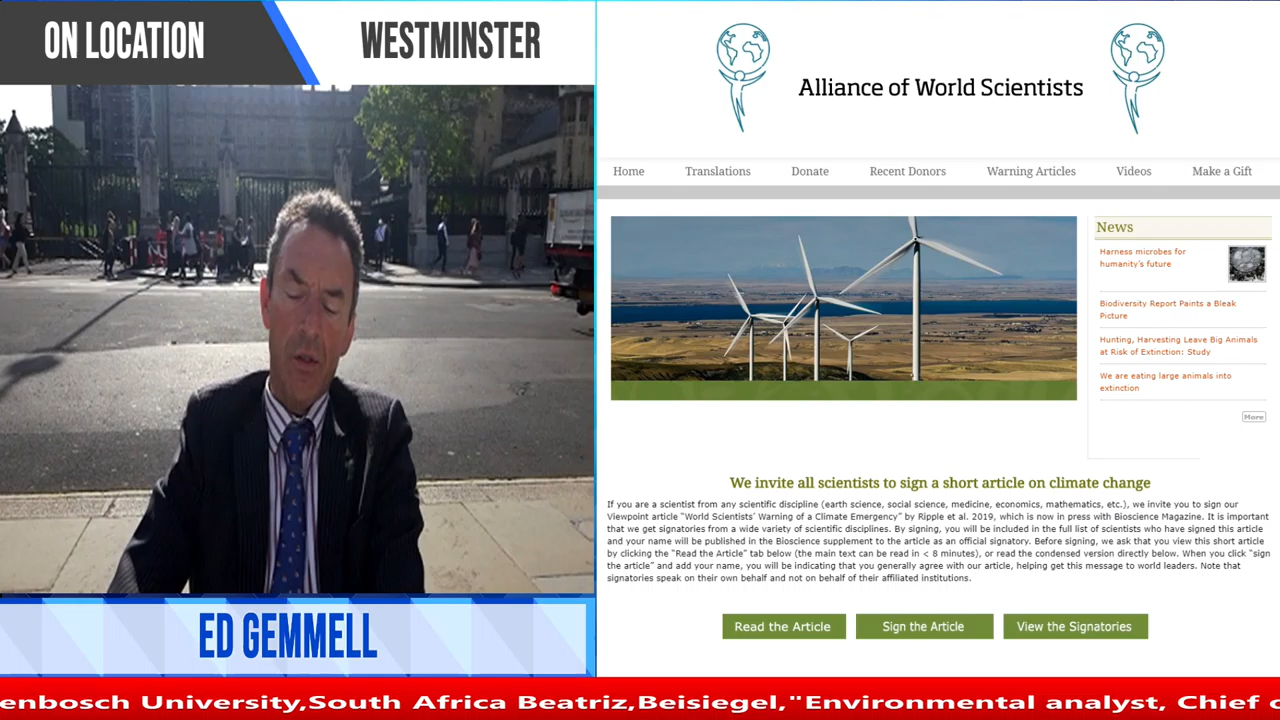 ON LOCATION
WESTMINSTER
ED GEMMELL
Alliance of World Scientists
Home Translations Donate Recent Donors Warning Articles Videos Make a Gift
News
Harness microbes for
humanity's future
Biodiversity Report Paints a Bleak
Picture
Hunting, Harvesting Leave Big Animals
at Risk of Extinction: Study
We are eating large animals into
extinction
More
We invite all scientists to sign a short article on climate change
If you are a scientist from any scientific discipline (earth science, social science, medicine, economics, mathematics, etc.), we invite you to sign our
Viewpoint article "World Scientists' Warning of a Climate Emergency" by Ripple et al. 2019, which is now in press with Bioscience Magazine. It is important
that we get signatories from a wide variety of scientific disciplines. By signing, you will be included in the full list of scientists who have signed this article
and your name will be published in the Bioscience supplement to the article as an official signatory. Before signing, we ask that you view this short article
by clicking the "Read the Article" tab below (the main text can be read in < 8 minutes), or read the condensed version directly below. When you click "sign
the article" and add your name, you will be indicating that you generally agree with our article, helping get this message to world leaders. Note that
signatories speak on their own behalf and not on behalf of their affiliated institutions.
Read the Article Sign the Article View the Signatories
enbosch University,South Africa Beatriz,Beisiegel,"Environmental analyst, Chief o